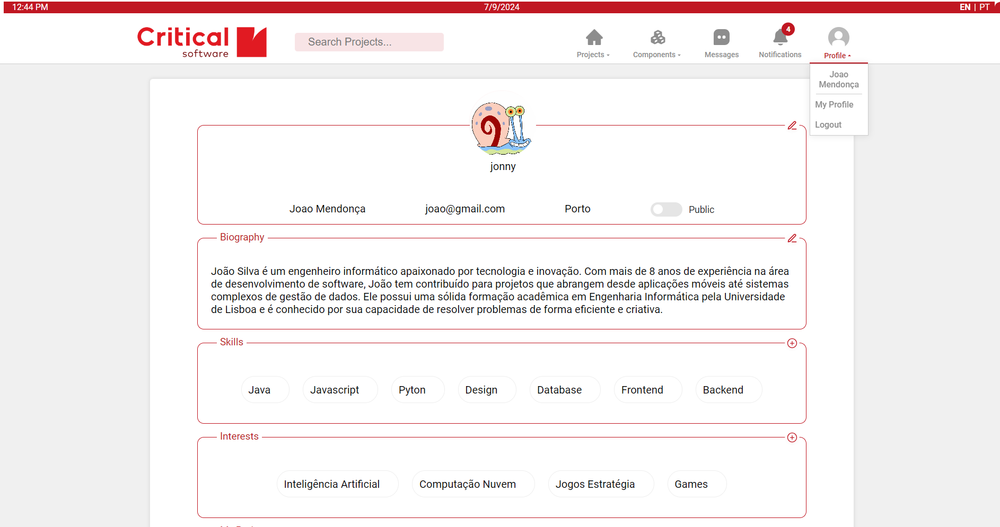 12:44 PM
7/9/2024
EN | PT
Critical
software
Search Projects...
Projects
Components
Messages
4
Notifications
Profile
Joao
Mendonça
My Profile
Logout
jonny
Joao Mendonça
joao@gmail.com
Porto
Public
Biography
João Silva é um engenheiro informático apaixonado por tecnologia e inovação. Com mais de 8 anos de experiência na área
de desenvolvimento de software, João tem contribuído para projetos que abrangem desde aplicações móveis até sistemas
complexos de gestão de dados. Ele possui uma sólida formação acadêmica em Engenharia Informática pela Universidade
de Lisboa e é conhecido por sua capacidade de resolver problemas de forma eficiente e criativa.
Skills
Java
Javascript
Pyton
Design
Database
Frontend
Backend
Interests
Inteligência Artificial
Computação Nuvem
Jogos Estratégia
Games